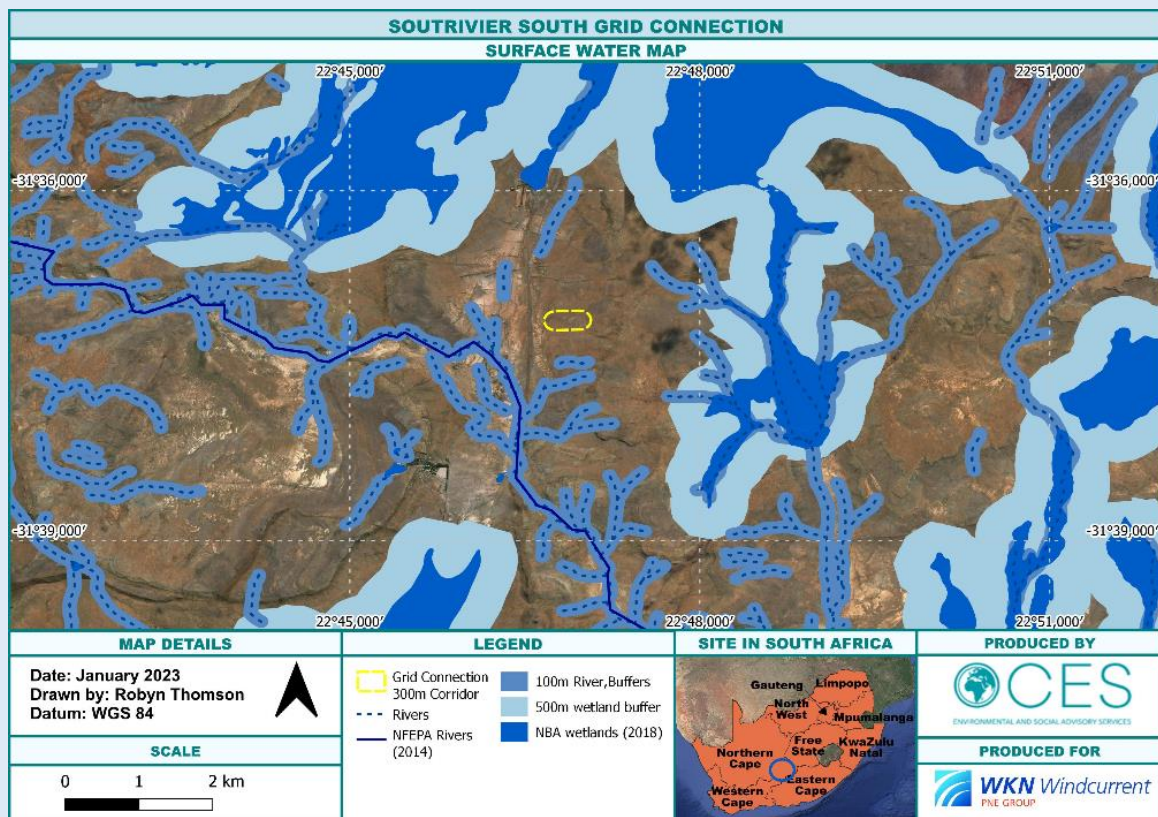 SOUTRIVIER SOUTH GRID CONNECTION
SURFACE WATER MAP
22°45,000′
22°48,000′
22°51,000′
-31°36,000′
-31°36,000′
-31°39,000′
-31°39,000′
22°45,000′
22°48,000′
22°51,000′
MAP DETAILS
Date: January 2023
Drawn by: Robyn Thomson
Datum: WGS 84
SCALE
0 1 2 km
LEGEND
Grid Connection
300m Corridor
Rivers
NFEPA Rivers
(2014)
100m River,Buffers
500m wetland buffer
NBA wetlands (2018)
SITE IN SOUTH AFRICA
Gauteng
Limpopo
North
West
Mpumalanga
Free
State
KwaZulu
Natal
Northern
Cape
Eastern
Cape
Western
Cape
PRODUCED BY
CES
ENVIRONMENTAL AND SOCIAL ADVISORY SERVICES
PRODUCED FOR
WKN Windcurrent
PNE GROUP